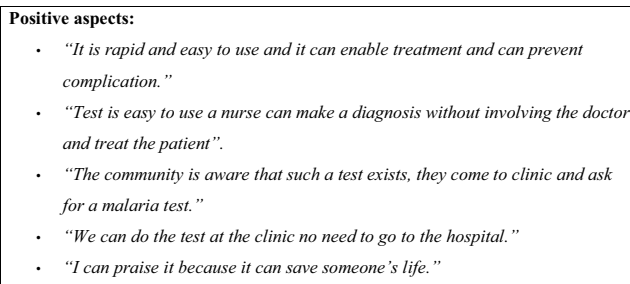 Positive aspects:
• “It is rapid and easy to use and it can enable treatment and can prevent
complication.”
• “Test is easy to use a nurse can make a diagnosis without involving the doctor
and treat the patient”.
• “The community is aware that such a test exists, they come to clinic and ask
for a malaria test.”
• “We can do the test at the clinic no need to go to the hospital.”
• “I can praise it because it can save someone’s life.”